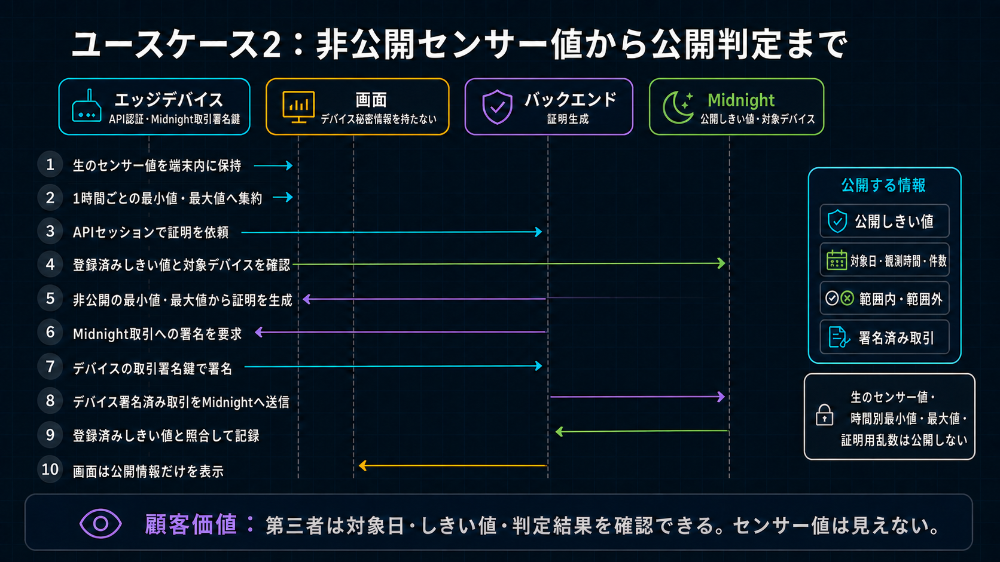 ユースケース2：非公開センサー値から公開判定まで
エッジデバイス
API認証・Midnight取引署名鍵
画面
デバイス秘密情報を持たない
バックエンド
証明生成
Midnight
公開しきい値・対象デバイス
1 生のセンサー値を端末内に保持
2 1時間ごとの最小値・最大値へ集約
3 APIセッションで証明を依頼
4 登録済みしきい値と対象デバイスを確認
5 非公開の最小値・最大値から証明を生成
6 Midnight取引への署名を要求
7 デバイスの取引署名鍵で署名
8 デバイス署名済み取引をMidnightへ送信
9 登録済みしきい値と照合して記録
10 画面は公開情報だけを表示
公開する情報
公開しきい値
対象日・観測時間・件数
範囲内・範囲外
署名済み取引
生のセンサー値・
時間別最小値・最大値・
証明用乱数は公開しない
顧客価値：第三者は対象日・しきい値・判定結果を確認できる。センサー値は見えない。